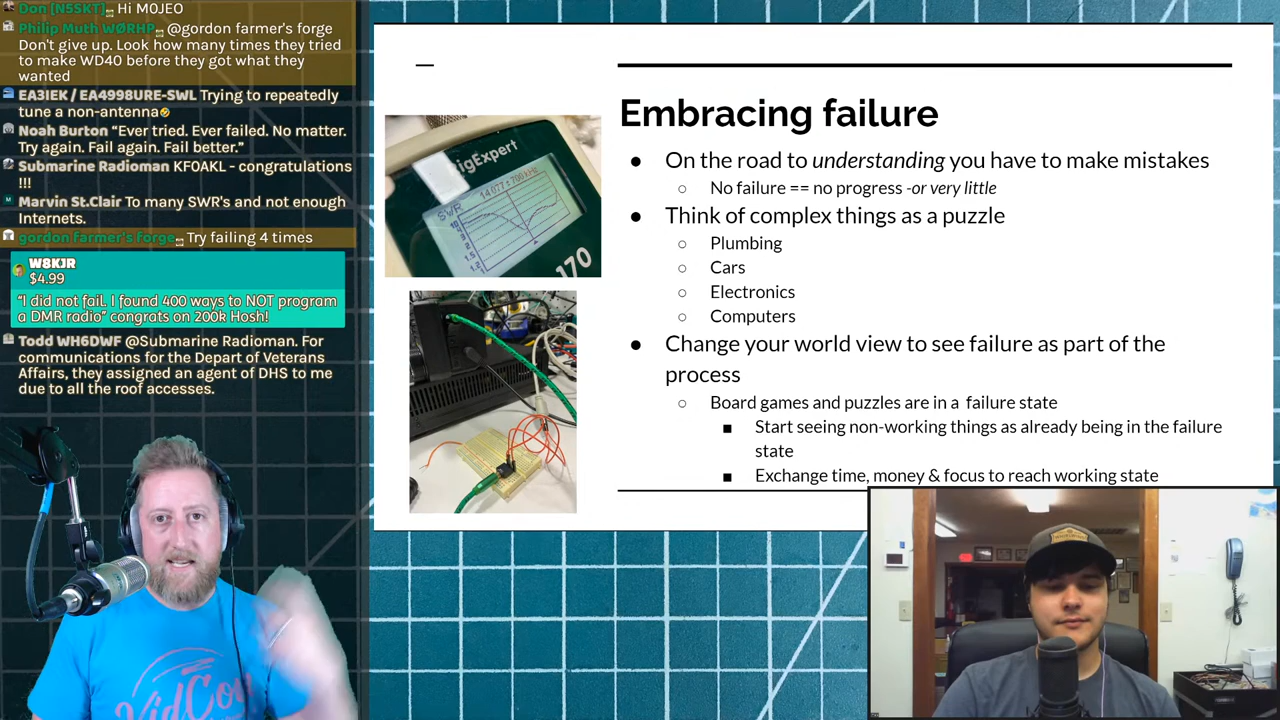 Don [N5SKT] Hi M0JEO
Philip Muth WØRHP @gordon farmer's forge
Don't give up. Look how many times they tried
to make WD40 before they got what they
wanted
EA3IEK / EA4998URE-SWL Trying to repeatedly
tune a non-antenna🤣
Noah Burton “Ever tried. Ever failed. No matter.
Try again. Fail again. Fail better.”
Submarine Radioman KF0AKL - congratulations
!!!
Marvin St.Clair To many SWR's and not enough
Internets.
gordon farmer's forge Try failing 4 times
W8KJR
$4.99
"I did not fail. I found 400 ways to NOT program
a DMR radio" congrats on 200k Hosh!
Todd WH6DWF @Submarine Radioman. For
communications for the Depart of Veterans
Affairs, they assigned an agent of DHS to me
due to all the roof accesses.
Embracing failure
● On the road to understanding you have to make mistakes
○ No failure == no progress -or very little
● Think of complex things as a puzzle
○ Plumbing
○ Cars
○ Electronics
○ Computers
● Change your world view to see failure as part of the
process
○ Board games and puzzles are in a failure state
■ Start seeing non-working things as already being in the failure
state
■ Exchange time, money & focus to reach working state
igExpert
SWR
170